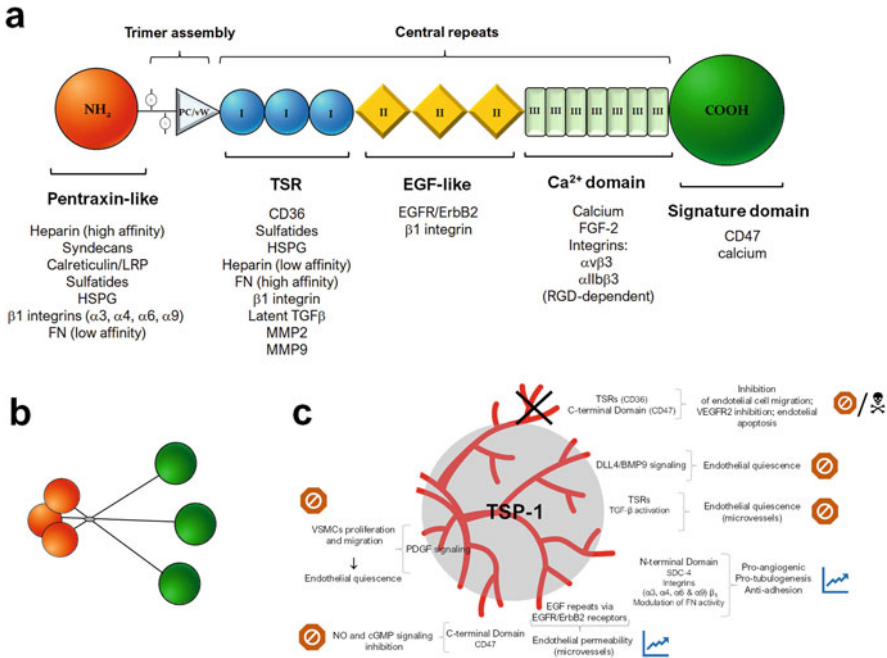 a
Trimer assembly
Central repeats
NH₂
PC/vW
I
I
I
II
II
II
III
III
III
III
III
III
III
COOH
Pentraxin-like
Heparin (high affinity)
Syndecans
Calreticulin/LRP
Sulfatides
HSPG
β1 integrins (α3, α4, α6, α9)
FN (low affinity)
TSR
CD36
Sulfatides
HSPG
Heparin (low affinity)
FN (high affinity)
β1 integrin
Latent TGFβ
MMP2
MMP9
EGF-like
EGFR/ErbB2
β1 integrin
Ca²⁺ domain
Calcium
FGF-2
Integrins:
αvβ3
αIIbβ3
(RGD-dependent)
Signature domain
CD47
calcium
b
c
TSP-1
TSRs (CD36)
C-terminal Domain (CD47)
Inhibition
of endotelial cell migration;
VEGFR2 inhibition; endotelial
apoptosis
/
DLL4/BMP9 signaling
Endothelial quiescence
TSRs
TGF-β activation
Endothelial quiescence
(microvessels)
N-terminal Domain
SDC-4
Integrins
(α3, α4, α6 & α9) β₁
Modulation of FN activity
Pro-angiogenic
Pro-tubulogenesis
Anti-adhesion
EGF repeats via
EGFR/ErbB2 receptors
Endothelial permeability
(microvessels)
VSMCs proliferation
and migration
Endothelial quiescence
PDGF signaling
NO and cGMP signaling
inhibition
C-terminal Domain
CD47